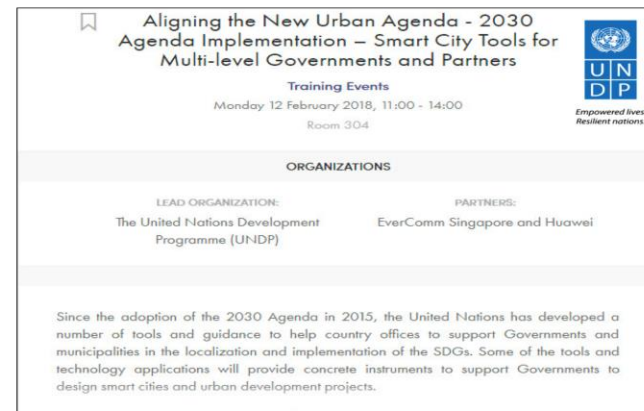 Aligning the New Urban Agenda - 2030
Agenda Implementation – Smart City Tools for
Multi-level Governments and Partners
Training Events
Monday 12 February 2018, 11:00 - 14:00
Room 304
U N
D P
Empowered lives.
Resilient nations.
ORGANIZATIONS
LEAD ORGANIZATION:
The United Nations Development
Programme (UNDP)
PARTNERS:
EverComm Singapore and Huawei
Since the adoption of the 2030 Agenda in 2015, the United Nations has developed a
number of tools and guidance to help country offices to support Governments and
municipalities in the localization and implementation of the SDGs. Some of the tools and
technology applications will provide concrete instruments to support Governments to
design smart cities and urban development projects.